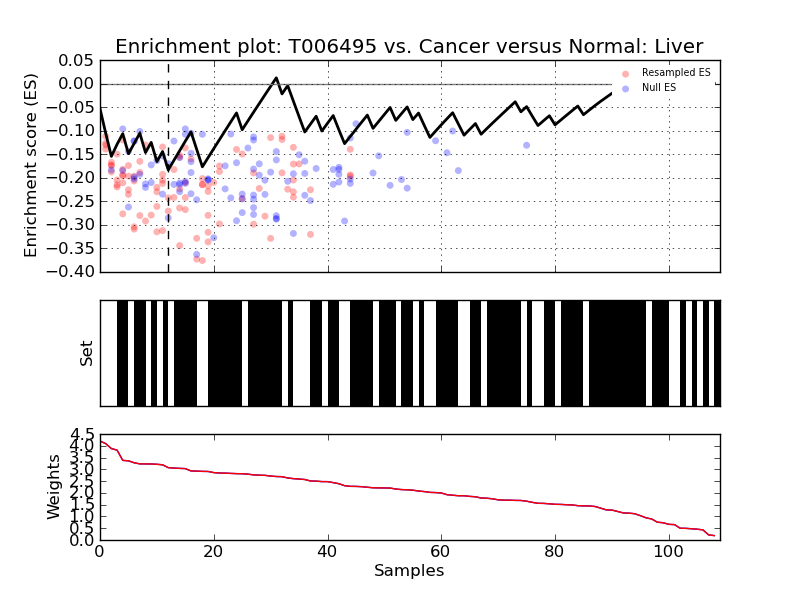 Enrichment plot: T006495 vs. Cancer versus Normal: Liver
Enrichment score (ES)
0.05
0.00
−0.05
−0.10
−0.15
−0.20
−0.25
−0.30
−0.35
−0.40
Resampled ES
Null ES
Set
Weights
4.5
4.0
3.5
3.0
2.5
2.0
1.5
1.0
0.5
0.0
0 20 40 60 80 100
Samples